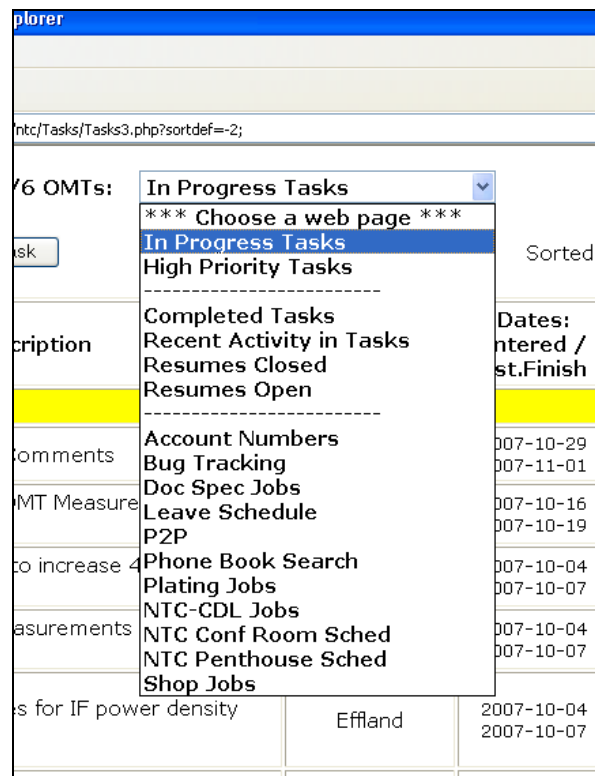 plorer
/ntc/Tasks/Tasks3.php?sortdef=-2;
/6 OMTs: In Progress Tasks
*** Choose a web page ***
In Progress Tasks
High Priority Tasks
------------------------
Completed Tasks
Recent Activity in Tasks
Resumes Closed
Resumes Open
------------------------
Account Numbers
Bug Tracking
Doc Spec Jobs
Leave Schedule
P2P
Phone Book Search
Plating Jobs
NTC-CDL Jobs
NTC Conf Room Sched
NTC Penthouse Sched
Shop Jobs
ask
Sorted
cription
Dates:
ntered /
st.Finish
Comments
007-10-29
007-11-01
OMT Measure
007-10-16
007-10-19
to increase 4
007-10-04
007-10-07
asurements
007-10-04
007-10-07
es for IF power density
Effland
2007-10-04
2007-10-07